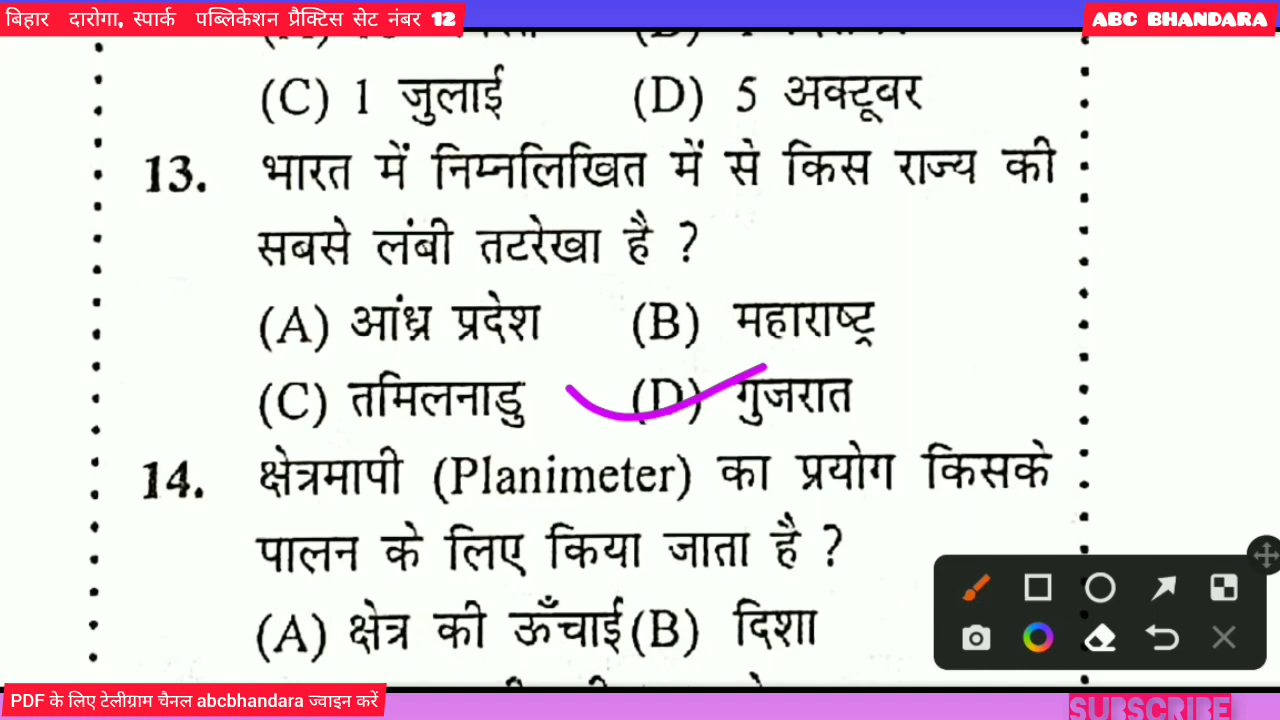 बिहार दारोगा, स्पार्क पब्लिकेशन प्रैक्टिस सेट नंबर 12
ABC BHANDARA
(C) 1 जुलाई (D) 5 अक्टूबर
13. भारत में निम्नलिखित में से किस राज्य की
सबसे लंबी तटरेखा है ?
(A) आंध्र प्रदेश (B) महाराष्ट्र
(C) तमिलनाडु (D) गुजरात
14. क्षेत्रमापी (Planimeter) का प्रयोग किसके
पालन के लिए किया जाता है ?
(A) क्षेत्र की ऊँचाई (B) दिशा
PDF के लिए टेलीग्राम चैनल abcbhandara ज्वाइन करें
SUBSCRIBE